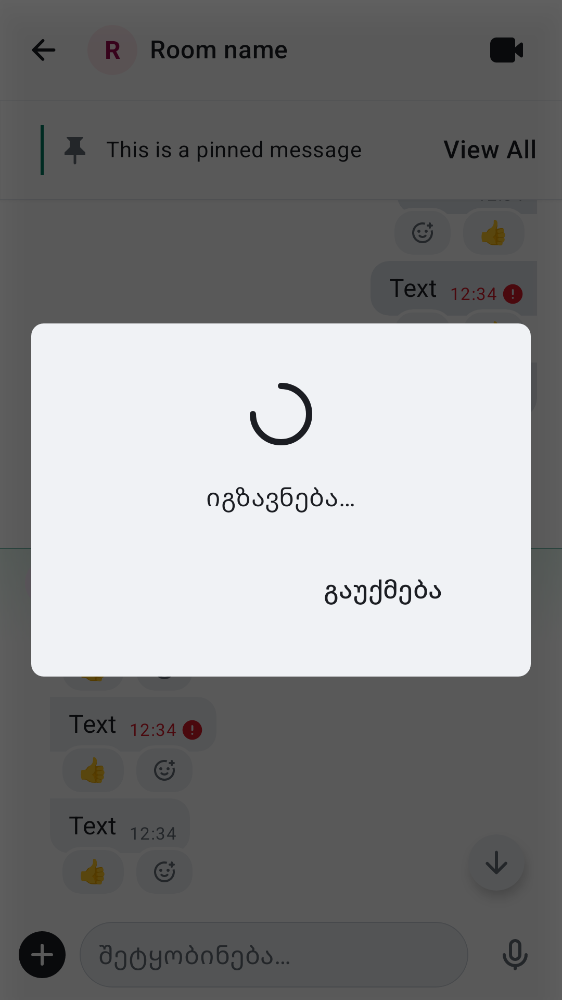 R Room name
This is a pinned message View All
Text 12:34
იგზავნება…
გაუქმება
Text 12:34
Text 12:34
შეტყობინება…